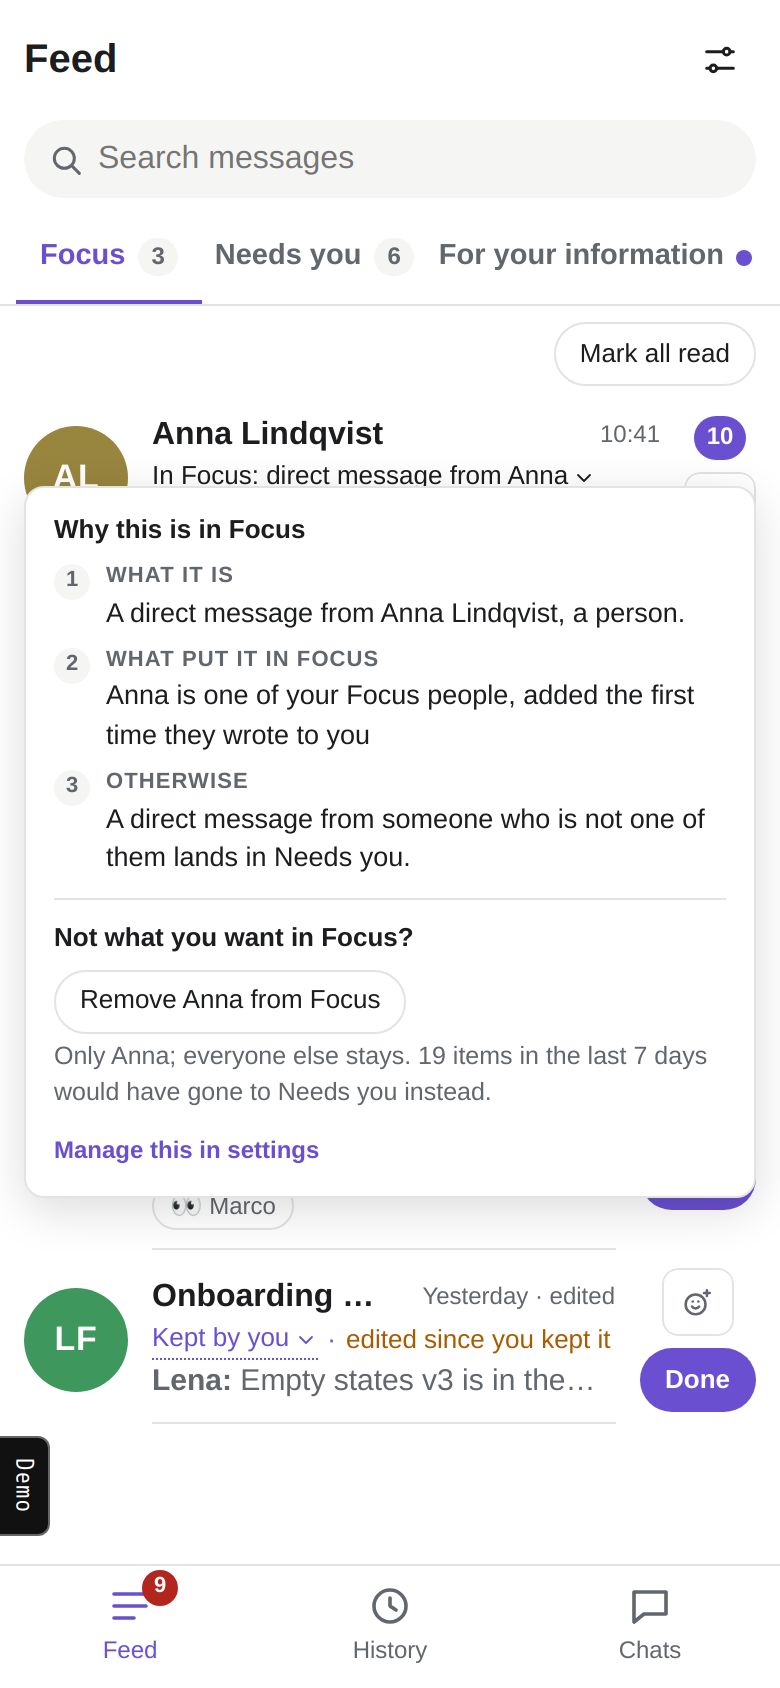 Feed
Search messages
Focus 3 Needs you 6 For your information
Mark all read
Anna Lindqvist 10:41 10
AL
In Focus: direct message from Anna
Why this is in Focus
1 WHAT IT IS
A direct message from Anna Lindqvist, a person.
2 WHAT PUT IT IN FOCUS
Anna is one of your Focus people, added the first
time they wrote to you
3 OTHERWISE
A direct message from someone who is not one of
them lands in Needs you.
Not what you want in Focus?
Remove Anna from Focus
Only Anna; everyone else stays. 19 items in the last 7 days
would have gone to Needs you instead.
Manage this in settings
👀 Marco
Onboarding … Yesterday · edited
LF
Kept by you · edited since you kept it
Lena: Empty states v3 is in the…
Done
Demo
9
Feed History Chats